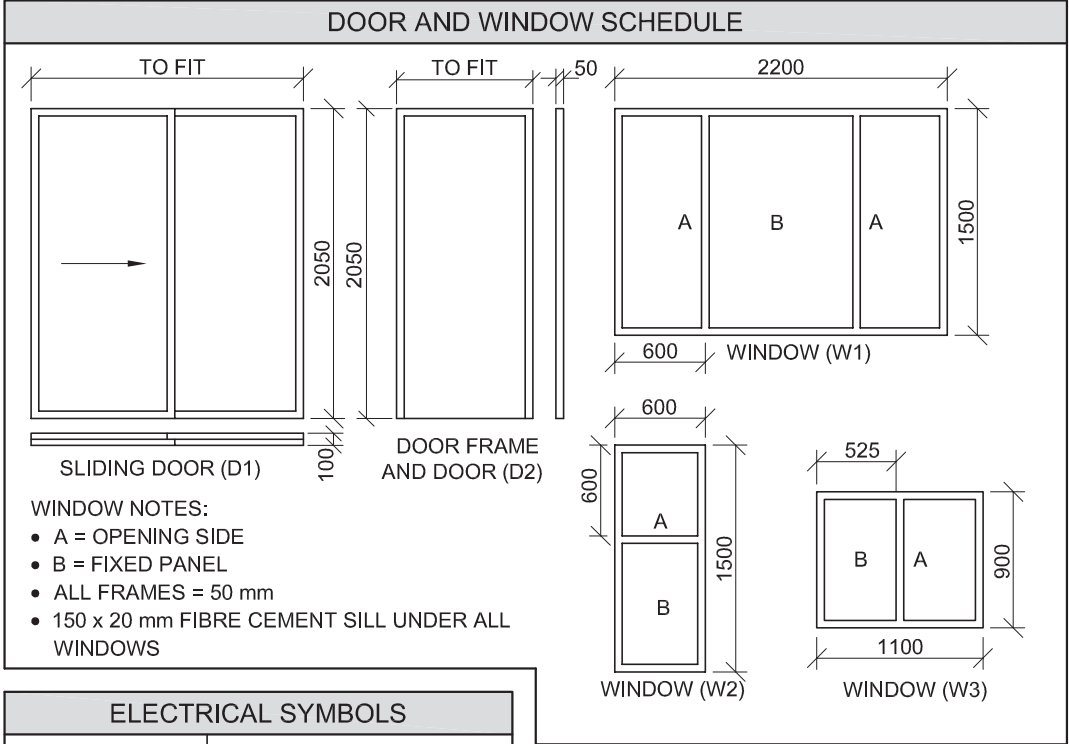 DOOR AND WINDOW SCHEDULE
TO FIT
TO FIT
50
2200
2050
2050
A
B
A
1500
600
WINDOW (W1)
100
SLIDING DOOR (D1)
DOOR FRAME
AND DOOR (D2)
600
600
A
B
1500
WINDOW (W2)
525
B
A
900
1100
WINDOW (W3)
WINDOW NOTES:
• A = OPENING SIDE
• B = FIXED PANEL
• ALL FRAMES = 50 mm
• 150 x 20 mm FIBRE CEMENT SILL UNDER ALL
WINDOWS
ELECTRICAL SYMBOLS